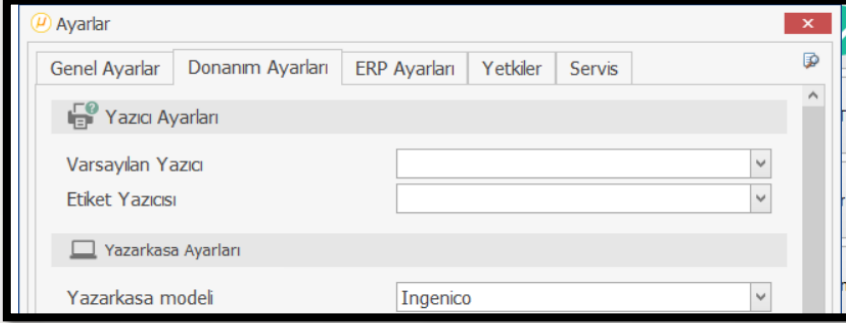 Ayarlar
Genel Ayarlar Donanım Ayarları ERP Ayarları Yetkiler Servis
Yazıcı Ayarları
Varsayılan Yazıcı
Etiket Yazıcısı
Yazarkasa Ayarları
Yazarkasa modeli Ingenico